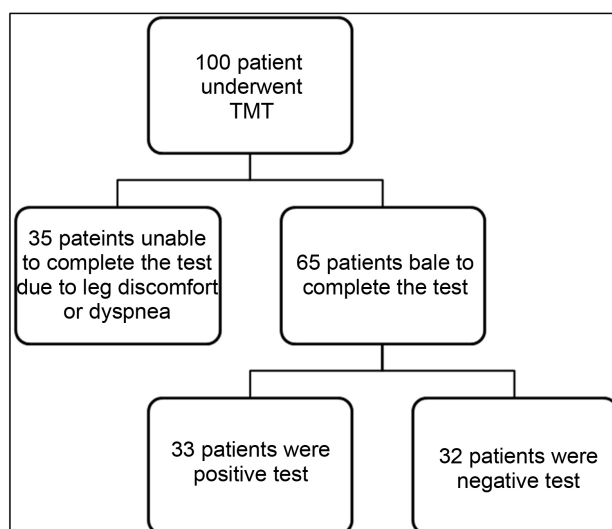 100 patient
underwent
TMT
35 pateints unable
to complete the test
due to leg discomfort
or dyspnea
65 patients bale to
complete the test
33 patients were
positive test
32 patients were
negative test